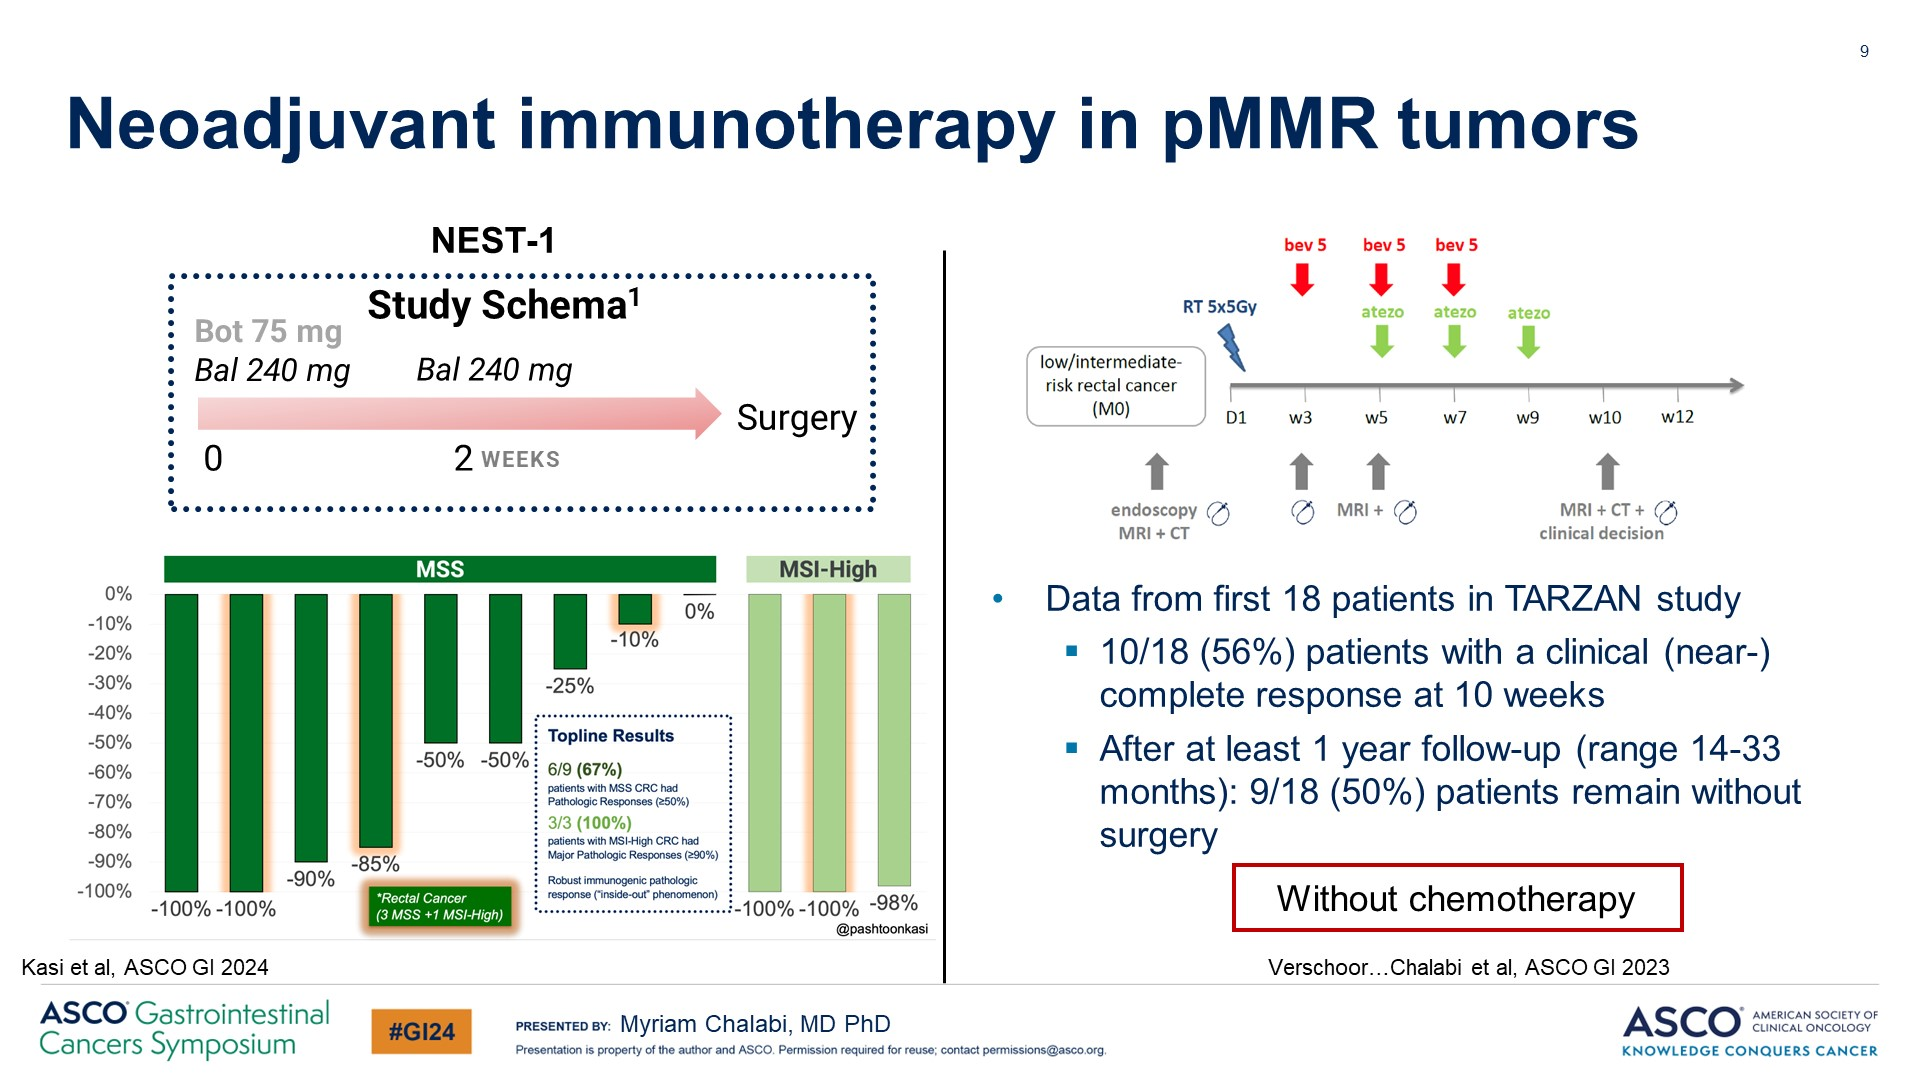 9
Neoadjuvant immunotherapy in pMMR tumors
NEST-1
Study Schema1
Bot 75 mg
Bal 240 mg
Bal 240 mg
Surgery
0
2 WEEKS
MSS
MSI-High
0%
-10%
-20%
-30%
-40%
-50%
-60%
-70%
-80%
-90%
-100%
-100%
-100%
-90%
-85%
-50%
-50%
-25%
-10%
0%
-100%
-100%
-98%
Topline Results
6/9 (67%)
patients with MSS CRC had
Pathologic Responses (≥50%)
3/3 (100%)
patients with MSI-High CRC had
Major Pathologic Responses (≥90%)
Robust immunogenic pathologic
response ("inside-out" phenomenon)
*Rectal Cancer
(3 MSS +1 MSI-High)
@pashtoonkasi
Kasi et al, ASCO GI 2024
bev 5 bev 5 bev 5
RT 5x5Gy
atezo atezo atezo
low/intermediate-
risk rectal cancer
(M0)
D1 w3 w5 w7 w9 w10 w12
endoscopy
MRI + CT
MRI +
MRI + CT +
clinical decision
• Data from first 18 patients in TARZAN study
▪ 10/18 (56%) patients with a clinical (near-)
complete response at 10 weeks
▪ After at least 1 year follow-up (range 14-33
months): 9/18 (50%) patients remain without
surgery
Without chemotherapy
Verschoor…Chalabi et al, ASCO GI 2023
ASCO Gastrointestinal
Cancers Symposium
#GI24
PRESENTED BY: Myriam Chalabi, MD PhD
Presentation is property of the author and ASCO. Permission required for reuse; contact permissions@asco.org.
ASCO AMERICAN SOCIETY OF
CLINICAL ONCOLOGY
KNOWLEDGE CONQUERS CANCER